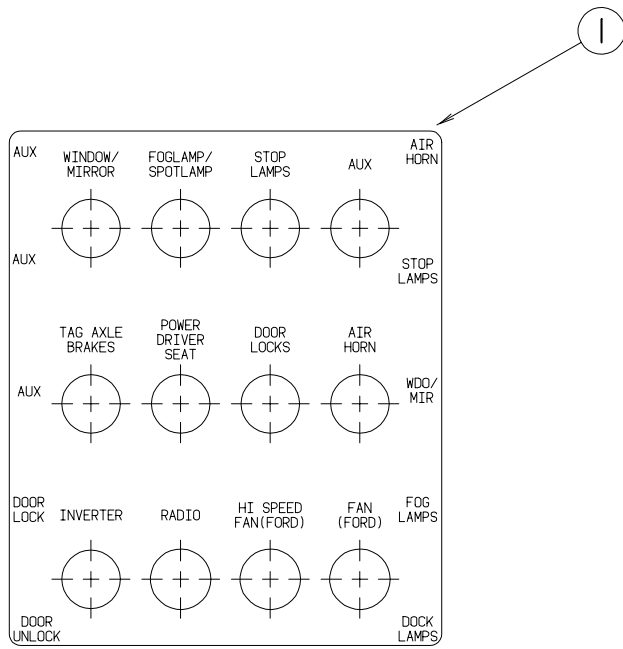 1
AUX
WINDOW/
MIRROR
FOGLAMP/
SPOTLAMP
STOP
LAMPS
AUX
AIR
HORN
AUX
STOP
LAMPS
TAG AXLE
BRAKES
POWER
DRIVER
SEAT
DOOR
LOCKS
AIR
HORN
AUX
WDO/
MIR
DOOR
LOCK
INVERTER
RADIO
HI SPEED
FAN(FORD)
FAN
(FORD)
FOG
LAMPS
DOOR
UNLOCK
DOCK
LAMPS